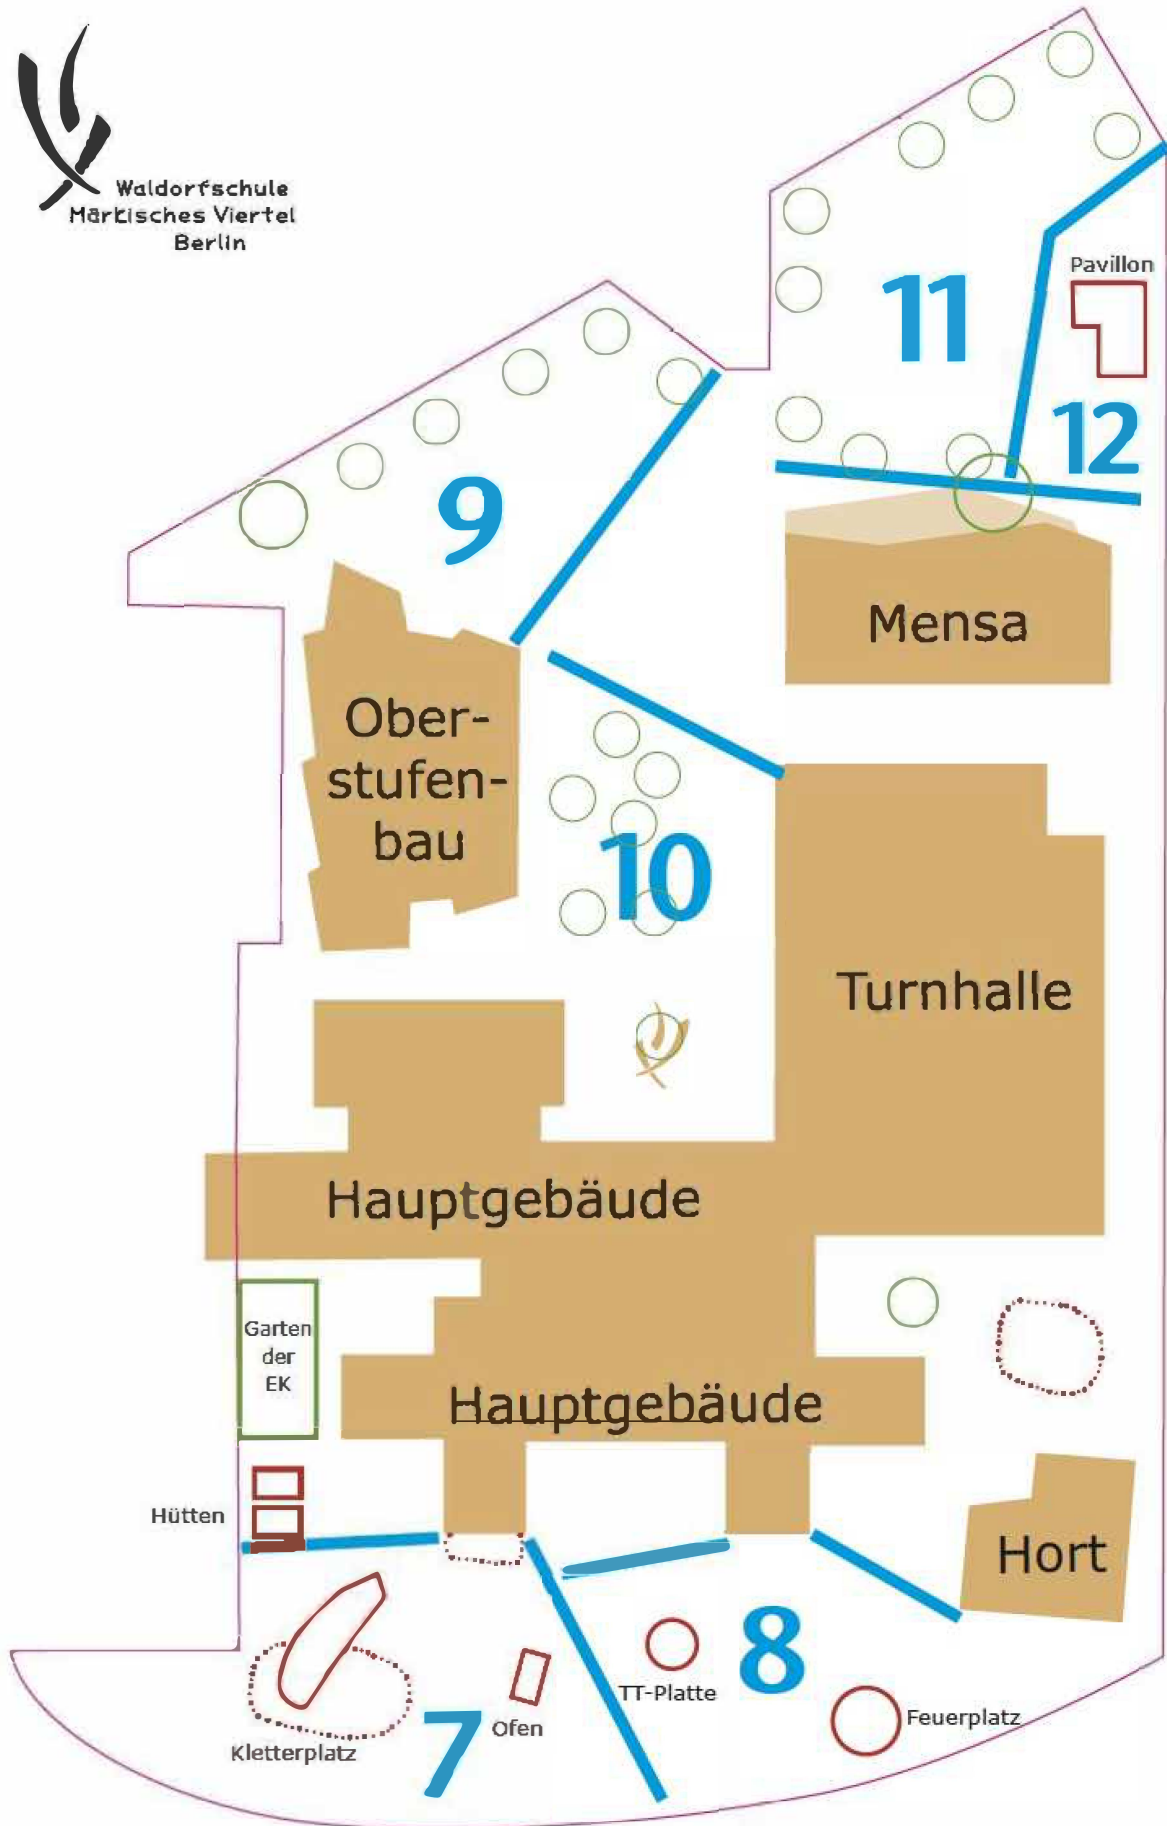 Waldorfschule
Märkisches Viertel
Berlin
Pavillon
11
12
9
Mensa
Ober-
stufen-
bau
10
Turnhalle
Hauptgebäude
Garten
der
EK
Hauptgebäude
Hütten
Hort
8
TT-Platte
7
Ofen
Feuerplatz
Kletterplatz